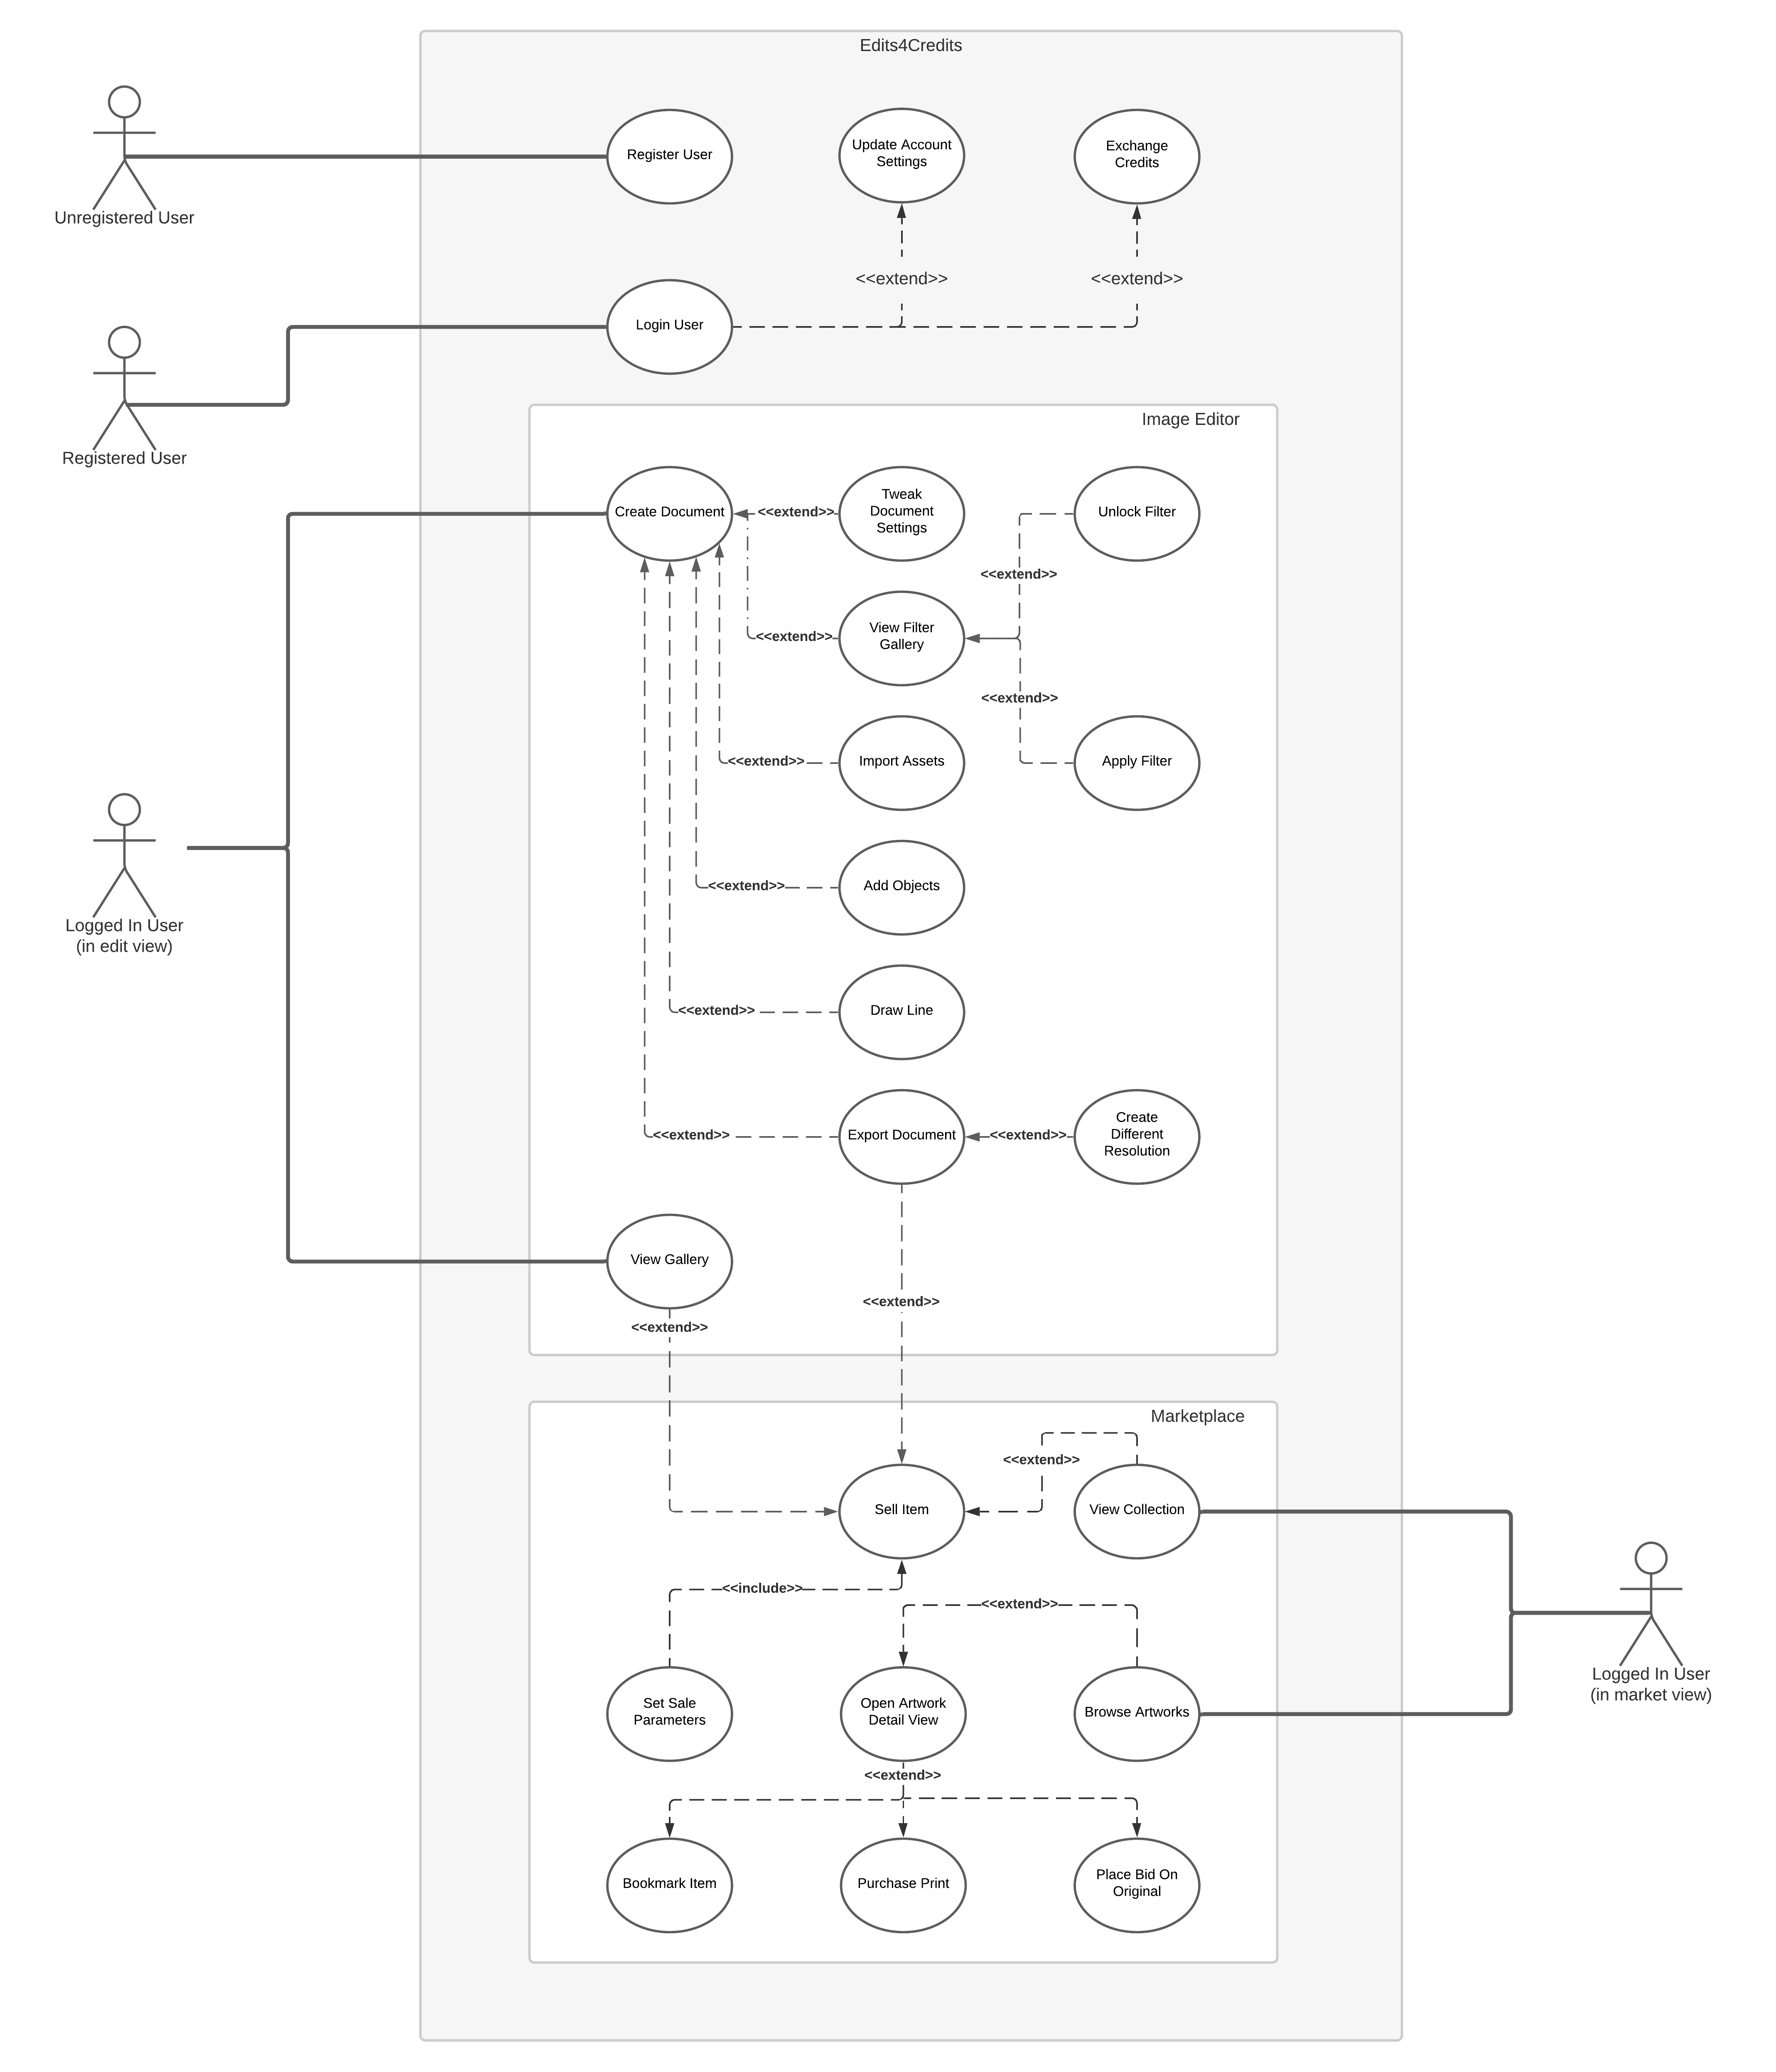 Edits4Credits
Register User
Update Account
Settings
Exchange
Credits
Unregistered User
<<extend>>
<<extend>>
Login User
Registered User
Image Editor
Create Document
<<extend>>
Tweak
Document
Settings
Unlock Filter
<<extend>>
<<extend>>
View Filter
Gallery
<<extend>>
<<extend>>
Import Assets
Apply Filter
<<extend>>
Add Objects
Logged In User
(in edit view)
<<extend>>
Draw Line
<<extend>>
Export Document
<<extend>>
Create
Different
Resolution
View Gallery
<<extend>>
<<extend>>
Marketplace
<<extend>>
Sell Item
View Collection
<<include>>
<<extend>>
Logged In User
(in market view)
Set Sale
Parameters
Open Artwork
Detail View
Browse Artworks
<<extend>>
Bookmark Item
Purchase Print
Place Bid On
Original